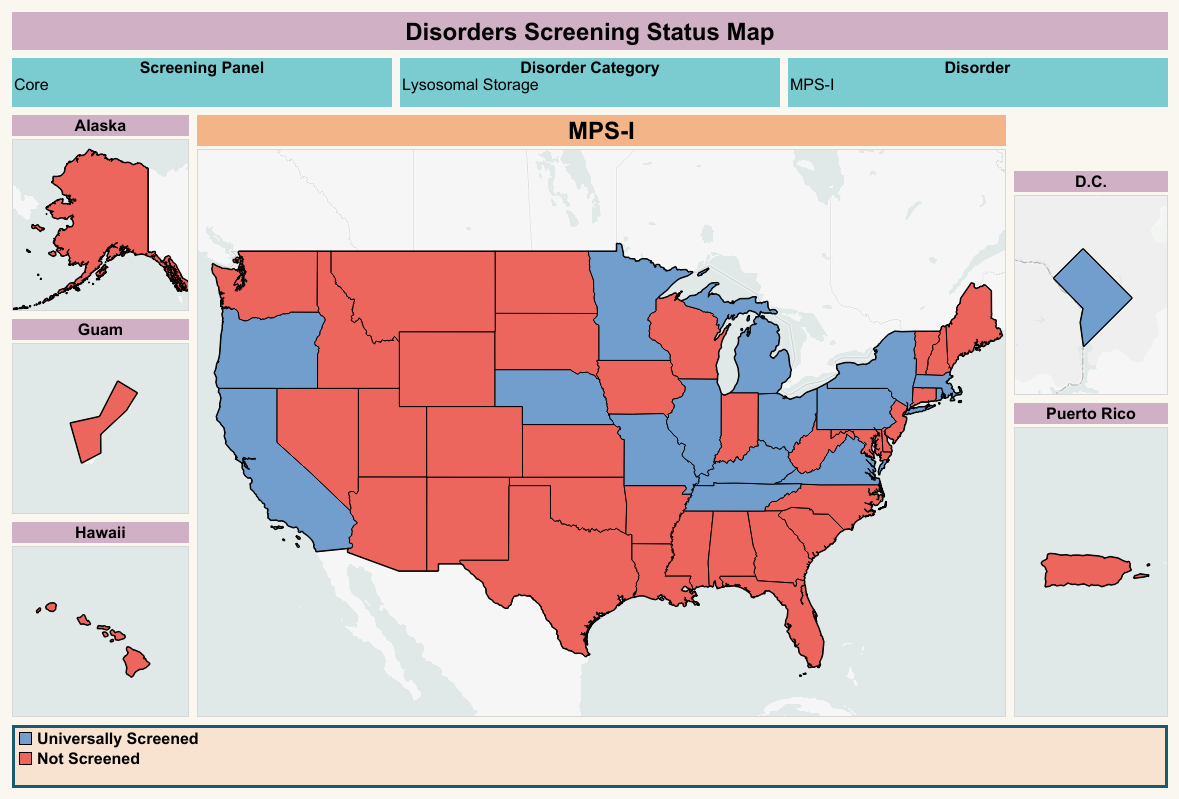 Disorders Screening Status Map
Screening Panel
Core
Disorder Category
Lysosomal Storage
Disorder
MPS-I
Alaska
MPS-I
D.C.
Guam
Puerto Rico
Hawaii
Universally Screened
Not Screened